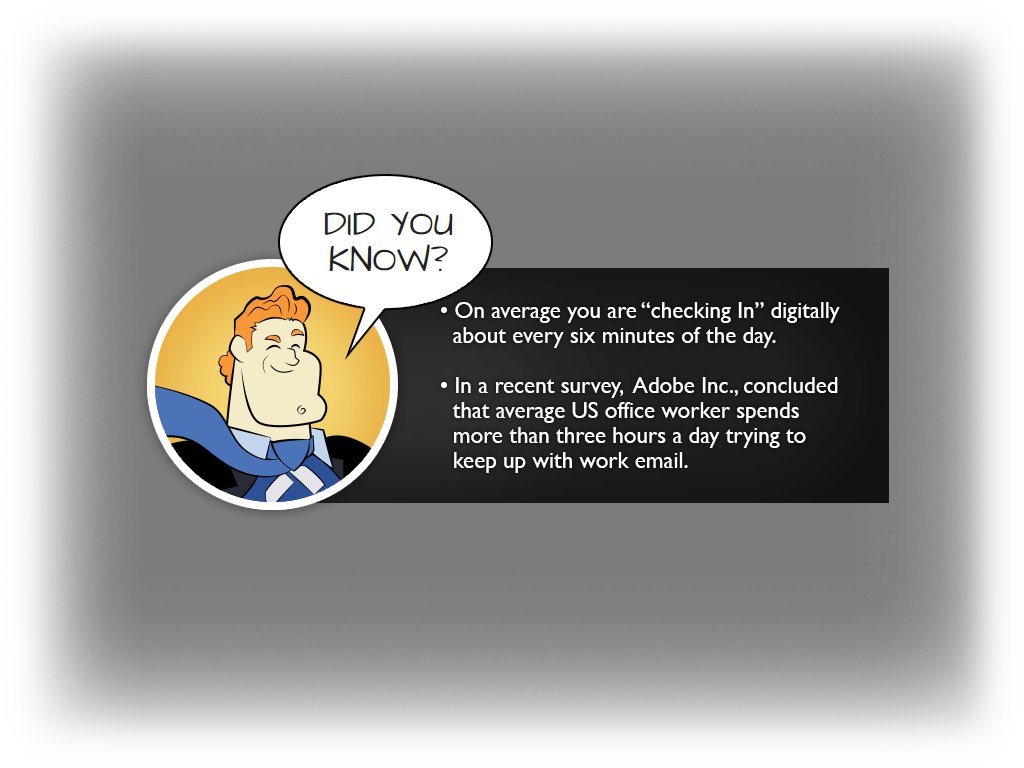 DID YOU
KNOW?
• On average you are “checking In” digitally
about every six minutes of the day.
• In a recent survey, Adobe Inc., concluded
that average US office worker spends
more than three hours a day trying to
keep up with work email.